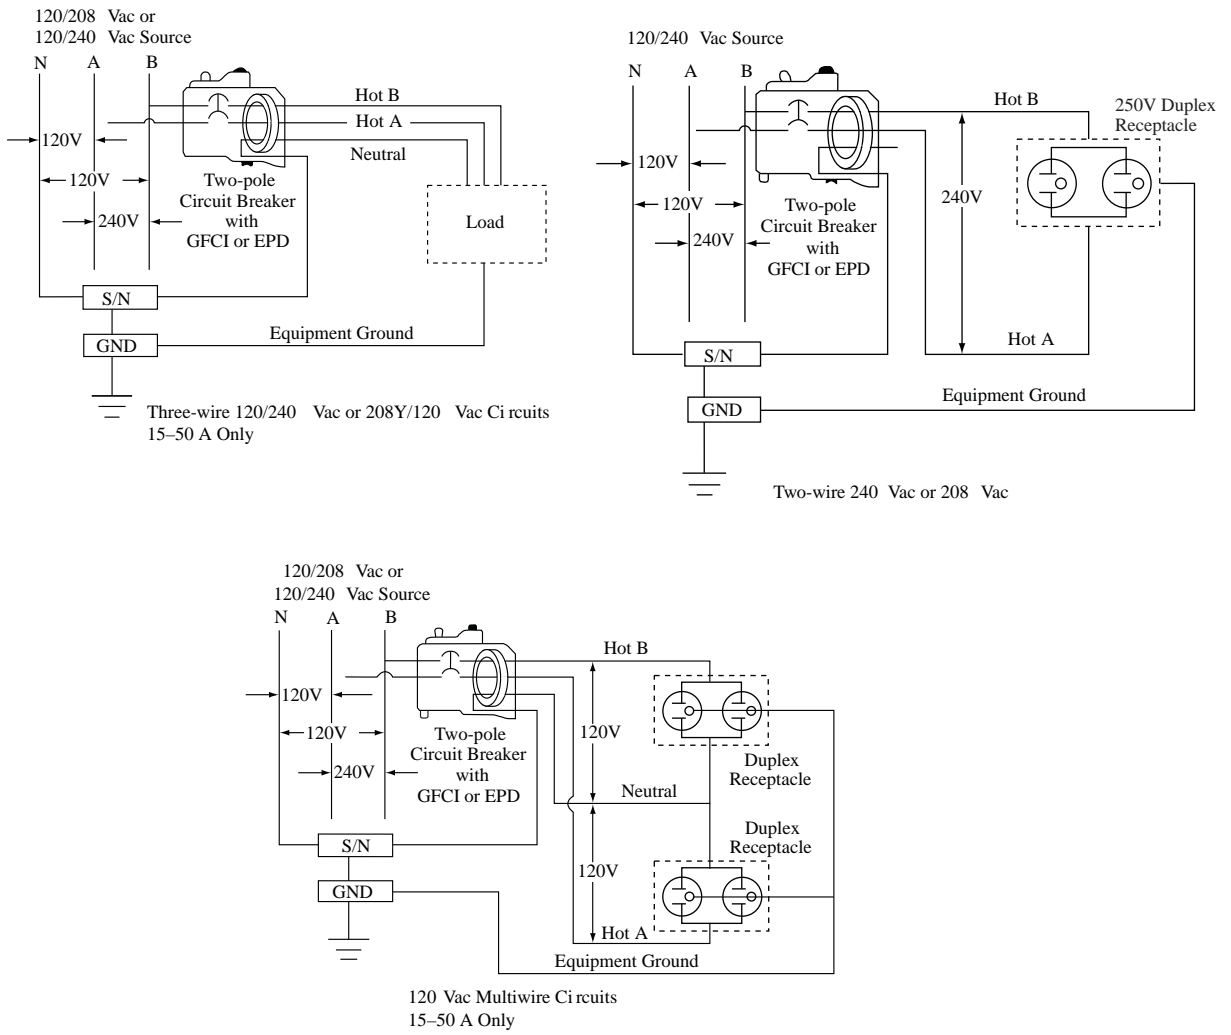 120/208 Vac or
120/240 Vac Source
N A B
Hot B
Hot A
Neutral
120V
120V
240V
Two-pole
Circuit Breaker
with
GFCI or EPD
Load
S/N
GND
Equipment Ground
Three-wire 120/240 Vac or 208Y/120 Vac Circuits
15–50 A Only
120/240 Vac Source
N A B
Hot B
250V Duplex
Receptacle
120V
120V
240V
240V
Two-pole
Circuit Breaker
with
GFCI or EPD
Hot A
S/N
Equipment Ground
GND
Two-wire 240 Vac or 208 Vac
120/208 Vac or
120/240 Vac Source
N A B
Hot B
120V
120V
240V
120V
Two-pole
Circuit Breaker
with
GFCI or EPD
Duplex
Receptacle
Neutral
Duplex
Receptacle
S/N
120V
GND
Hot A
Equipment Ground
120 Vac Multiwire Circuits
15–50 A Only